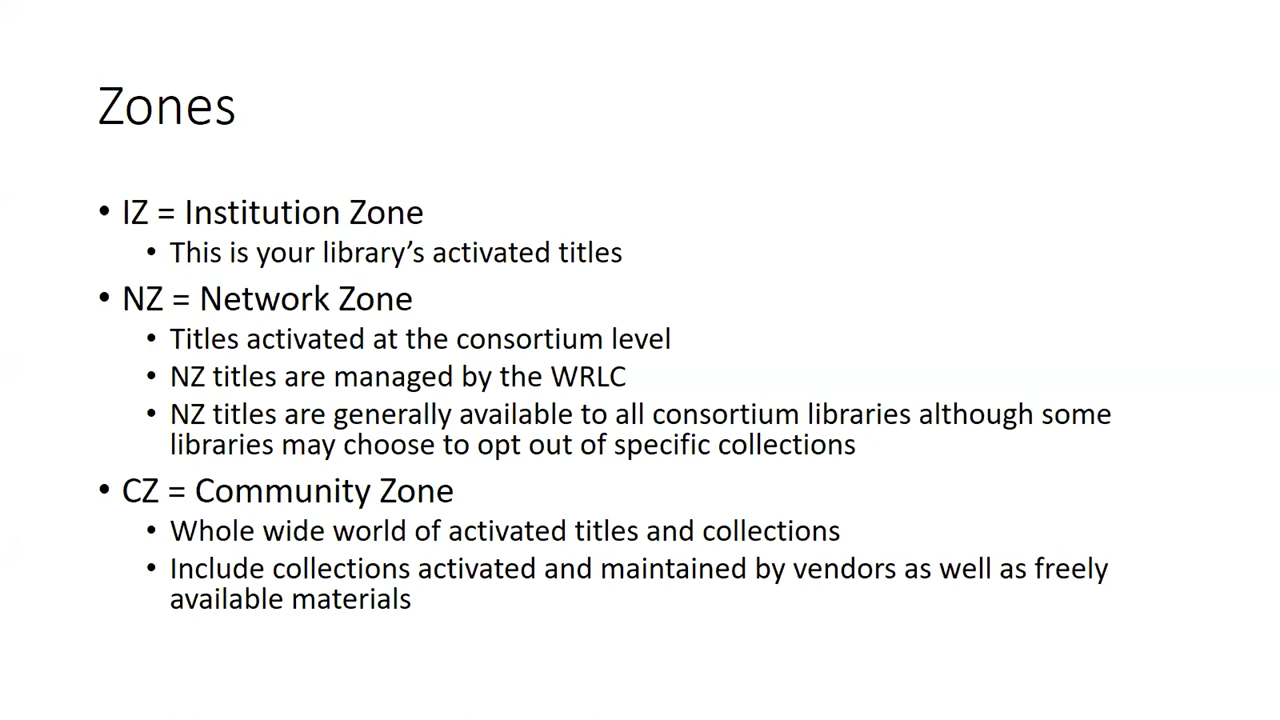 Zones
• IZ = Institution Zone
• This is your library’s activated titles
• NZ = Network Zone
• Titles activated at the consortium level
• NZ titles are managed by the WRLC
• NZ titles are generally available to all consortium libraries although some
libraries may choose to opt out of specific collections
• CZ = Community Zone
• Whole wide world of activated titles and collections
• Include collections activated and maintained by vendors as well as freely
available materials